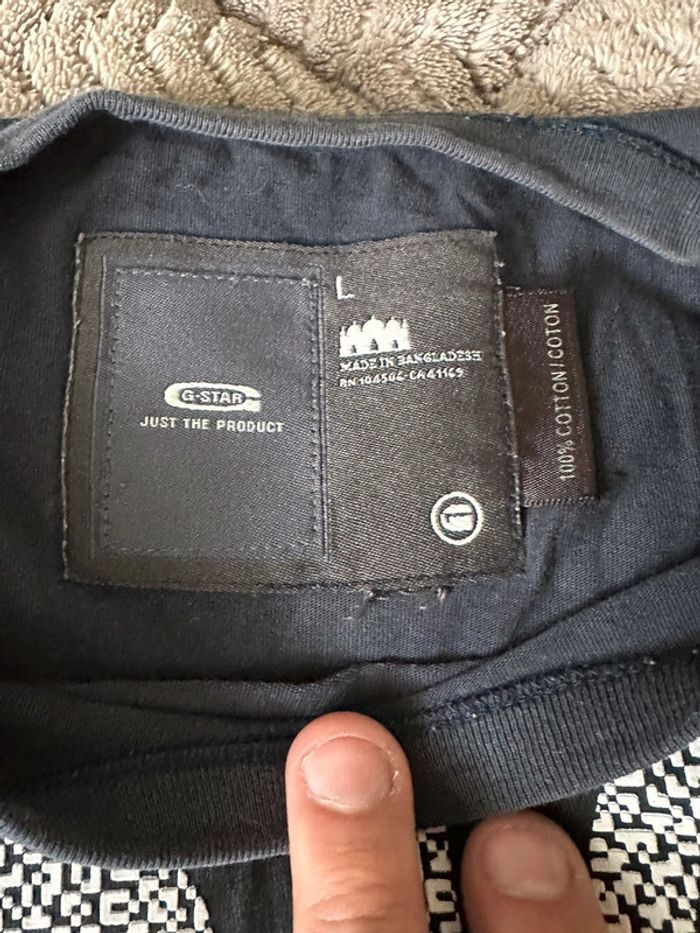 G-STAR
JUST THE PRODUCT
L
MADE IN BANGLADESH
RN 104506-CA41169
100% COTTON/COTON